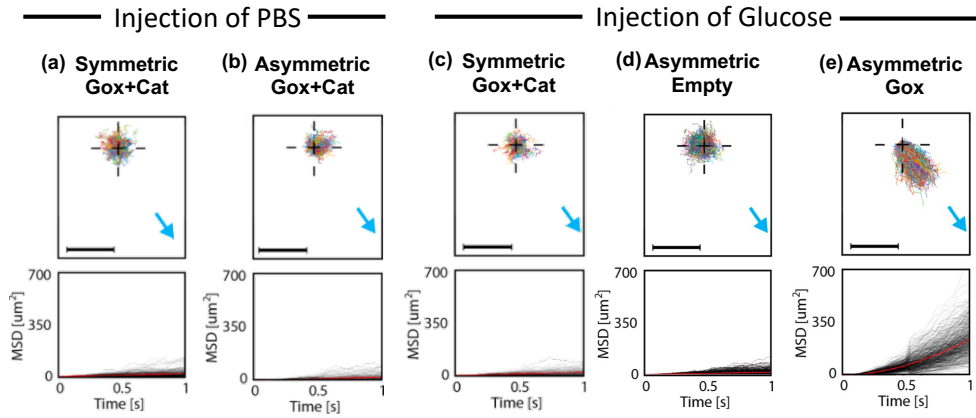 Injection of PBS
Injection of Glucose
(a) Symmetric
Gox+Cat
(b) Asymmetric
Gox+Cat
(c) Symmetric
Gox+Cat
(d) Asymmetric
Empty
(e) Asymmetric
Gox
MSD [um²]
700
350
0
0
0.5
1
Time [s]
MSD [um²]
700
350
0
0
0.5
1
Time [s]
MSD [um²]
700
350
0
0
0.5
1
Time [s]
MSD [um²]
700
350
0
0
0.5
1
Time [s]
MSD [um²]
700
350
0
0
0.5
1
Time [s]